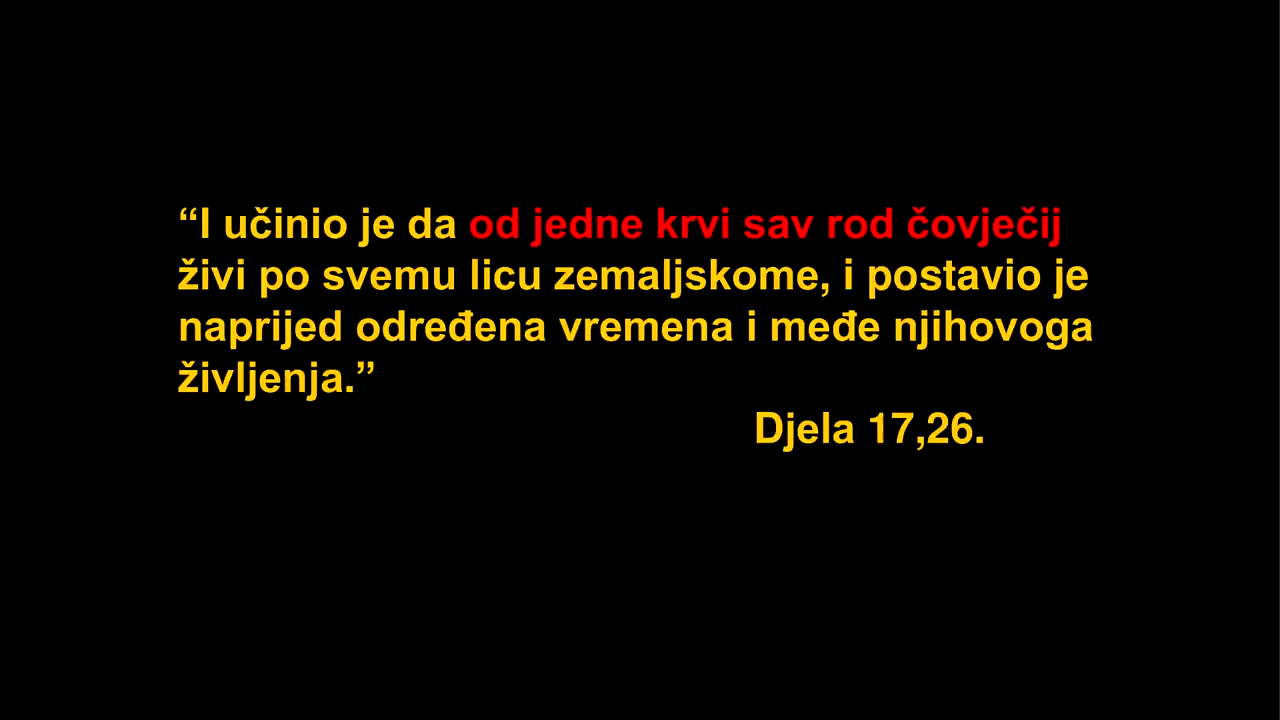 “I učinio je da od jedne krvi sav rod čovječij
živi po svemu licu zemaljskome, i postavio je
naprijed određena vremena i međe njihovoga
življenja.”
Djela 17,26.